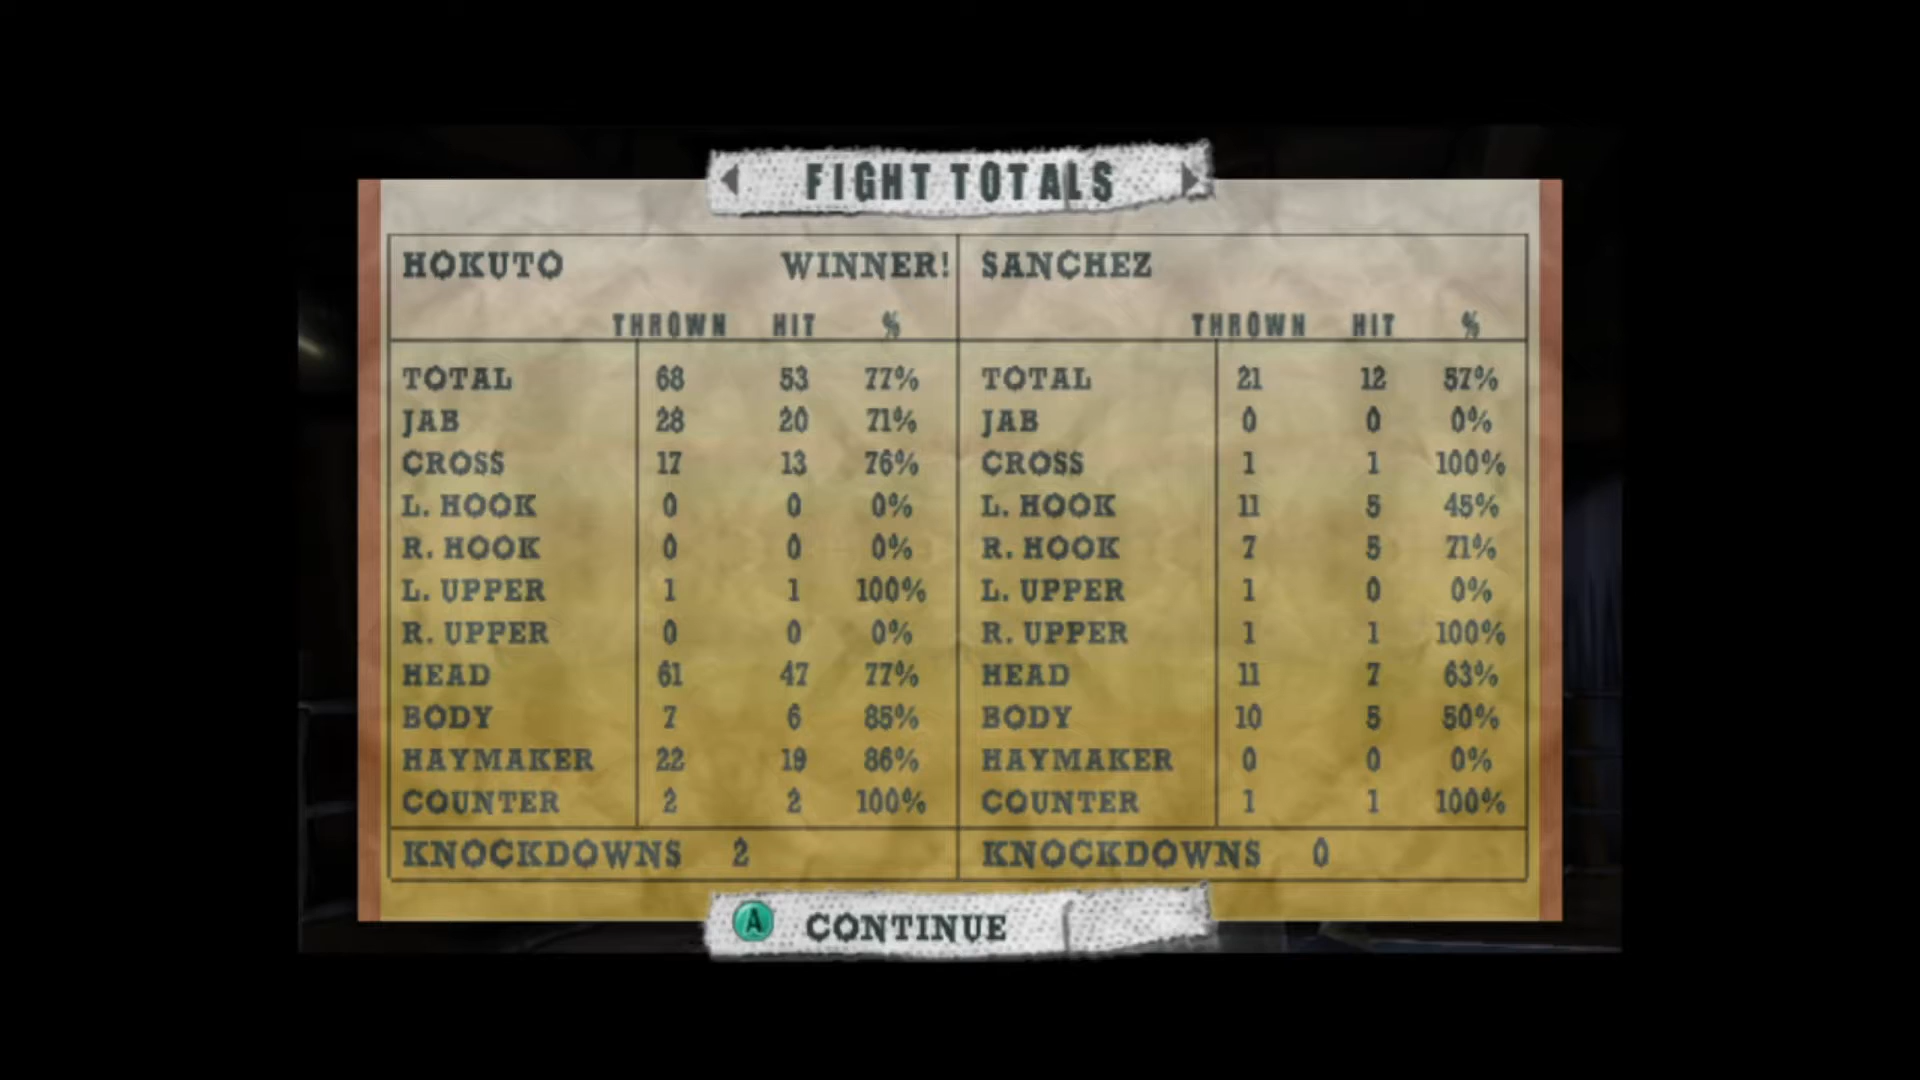 FIGHT TOTALS
HOKUTO WINNER! SANCHEZ
THROWN HIT % THROWN HIT %
TOTAL 68 53 77% TOTAL 21 12 57%
JAB 28 20 71% JAB 0 0 0%
CROSS 17 13 76% CROSS 1 1 100%
L. HOOK 0 0 0% L. HOOK 11 5 45%
R. HOOK 0 0 0% R. HOOK 7 5 71%
L. UPPER 1 1 100% L. UPPER 1 0 0%
R. UPPER 0 0 0% R. UPPER 1 1 100%
HEAD 61 47 77% HEAD 11 7 63%
BODY 7 6 85% BODY 10 5 50%
HAYMAKER 22 19 86% HAYMAKER 0 0 0%
COUNTER 2 2 100% COUNTER 1 1 100%
KNOCKDOWNS 2 KNOCKDOWNS 0
A CONTINUE